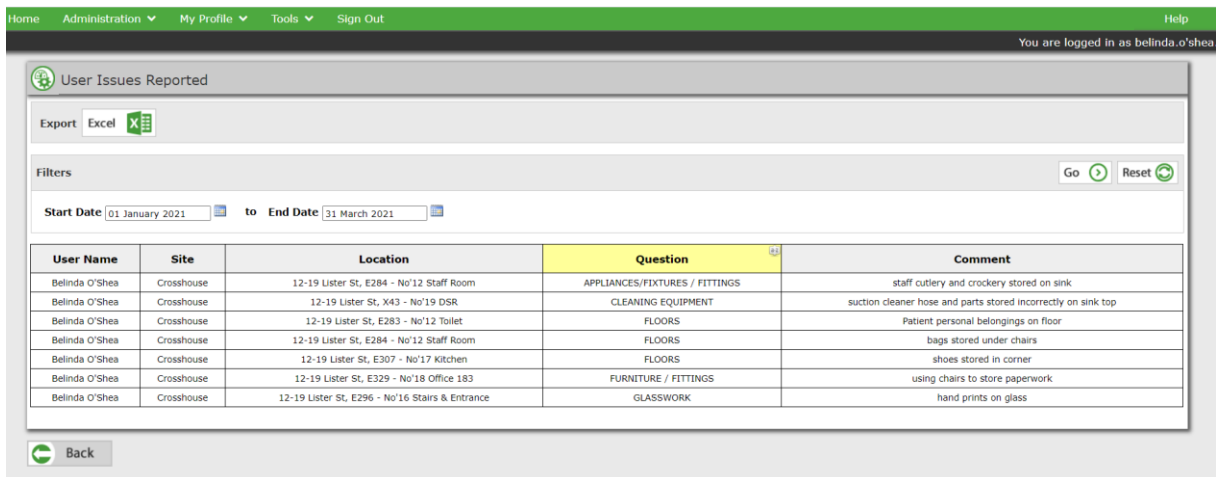 Home Administration My Profile Tools Sign Out Help
You are logged in as belinda.o'shea
User Issues Reported
Export Excel
Filters Go Reset
Start Date 01 January 2021 to End Date 31 March 2021
User Name Site Location Question Comment
Belinda O'Shea Crosshouse 12-19 Lister St, E284 - No'12 Staff Room APPLIANCES/FIXTURES / FITTINGS staff cutlery and crockery stored on sink
Belinda O'Shea Crosshouse 12-19 Lister St, X43 - No'19 DSR CLEANING EQUIPMENT suction cleaner hose and parts stored incorrectly on sink top
Belinda O'Shea Crosshouse 12-19 Lister St, E283 - No'12 Toilet FLOORS Patient personal belongings on floor
Belinda O'Shea Crosshouse 12-19 Lister St, E284 - No'12 Staff Room FLOORS bags stored under chairs
Belinda O'Shea Crosshouse 12-19 Lister St, E307 - No'17 Kitchen FLOORS shoes stored in corner
Belinda O'Shea Crosshouse 12-19 Lister St, E329 - No'18 Office 183 FURNITURE / FITTINGS using chairs to store paperwork
Belinda O'Shea Crosshouse 12-19 Lister St, E296 - No'16 Stairs & Entrance GLASSWORK hand prints on glass
Back